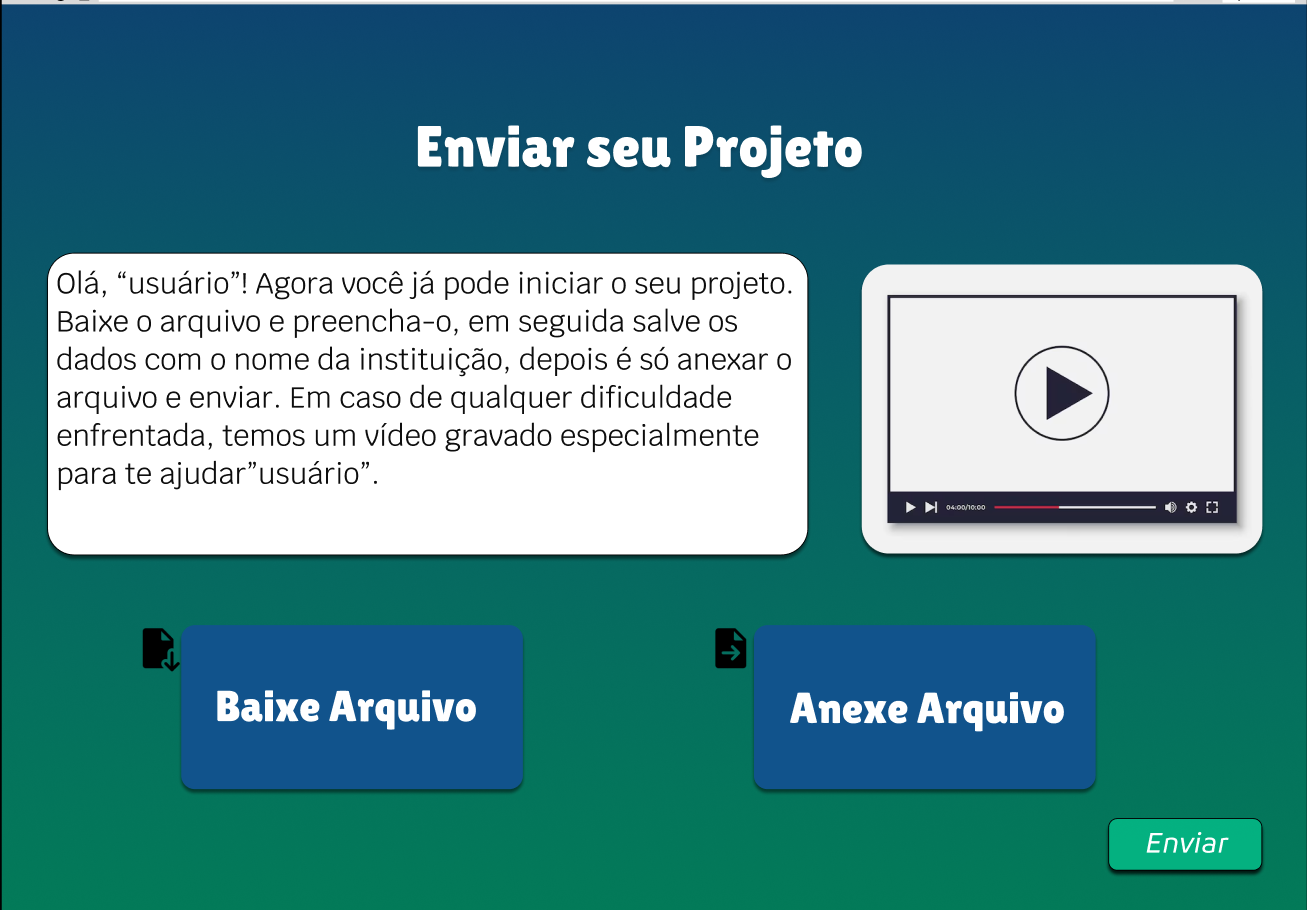 Enviar seu Projeto
Olá, “usuário”! Agora você já pode iniciar o seu projeto.
Baixe o arquivo e preencha-o, em seguida salve os
dados com o nome da instituição, depois é só anexar o
arquivo e enviar. Em caso de qualquer dificuldade
enfrentada, temos um vídeo gravado especialmente
para te ajudar”usuário”.
04:00/10:00
Baixe Arquivo
Anexe Arquivo
Enviar